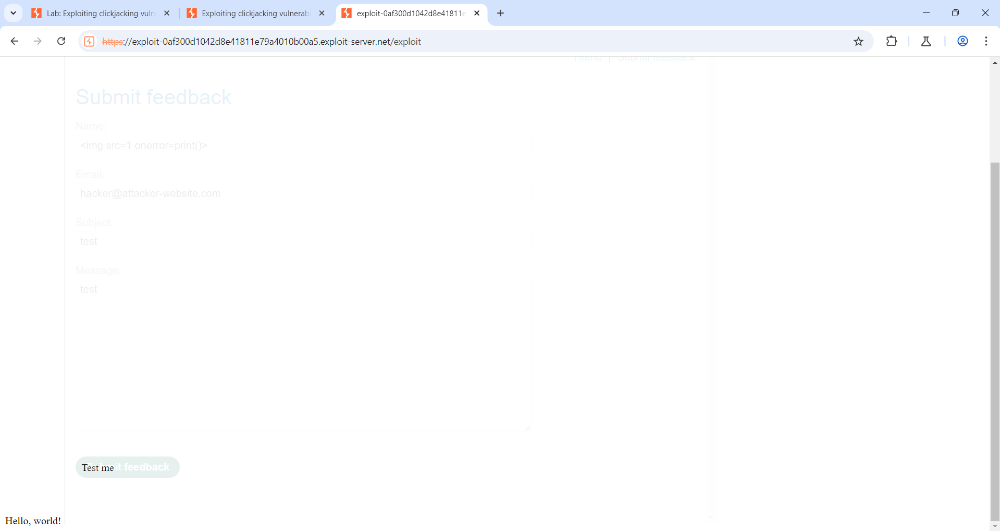 Lab: Exploiting clickjacking vuln
Exploiting clickjacking vulnerabi
exploit-0af300d1042d8e41811e
https://exploit-0af300d1042d8e41811e79a4010b00a5.exploit-server.net/exploit
Home | Submit feedback
Submit feedback
Name:
<img src=1 onerror=print()>
Email:
hacker@attacker-website.com
Subject:
test
Message:
test
Test me
feedback
Hello, world!